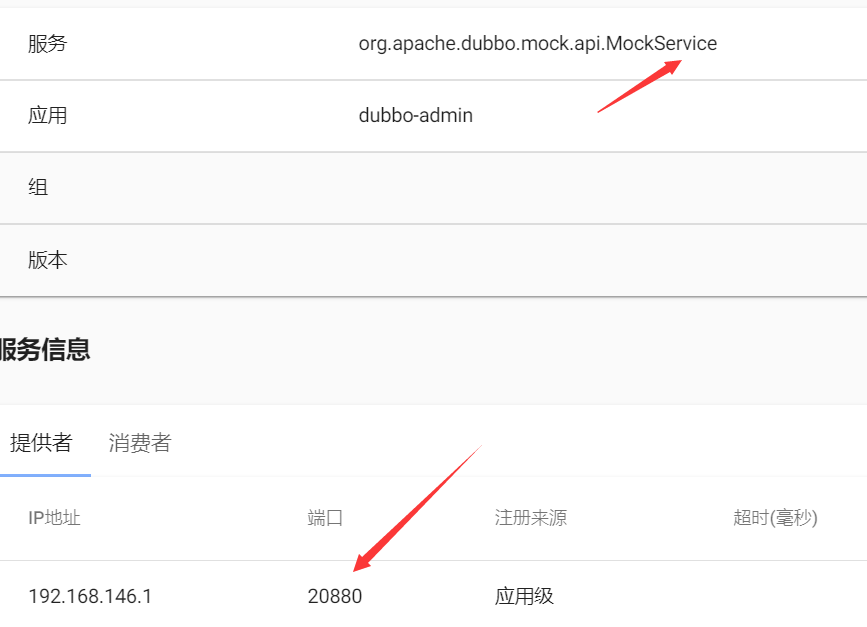 服务 org.apache.dubbo.mock.api.MockService
应用 dubbo-admin
组
版本
服务信息
提供者 消费者
IP地址 端口 注册来源 超时(毫秒)
192.168.146.1 20880 应用级